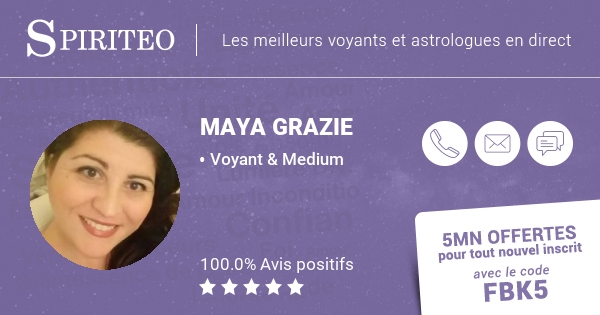 SPIRITEO
Les meilleurs voyants et astrologues en direct
MAYA GRAZIE
• Voyant & Medium
100.0% Avis positifs
5MN OFFERTES
pour tout nouvel inscrit
avec le code
FBK5